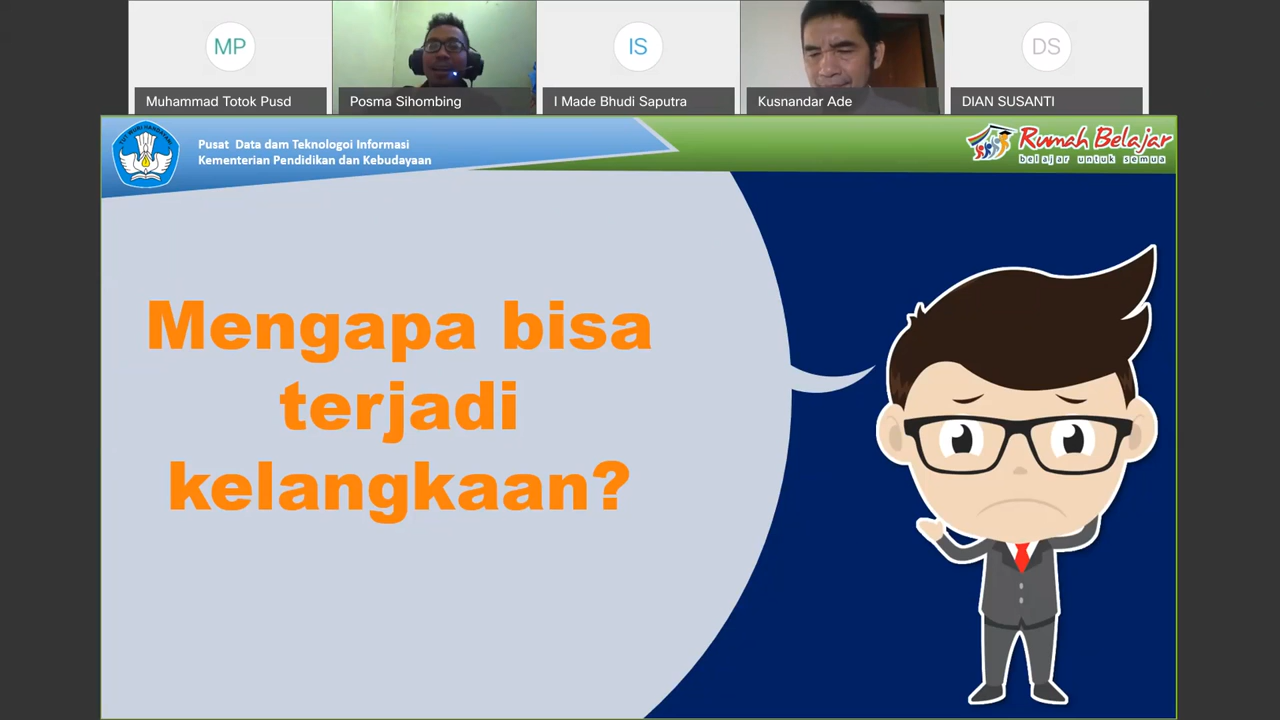 MP
IS
DS
Muhammad Totok Pusd
Posma Sihombing
I Made Bhudi Saputra
Kusnandar Ade
DIAN SUSANTI
Pusat Data dam Teknologoi Informasi
Kementerian Pendidikan dan Kebudayaan
Rumah Belajar
belajar untuk semua
Mengapa bisa
terjadi
kelangkaan?